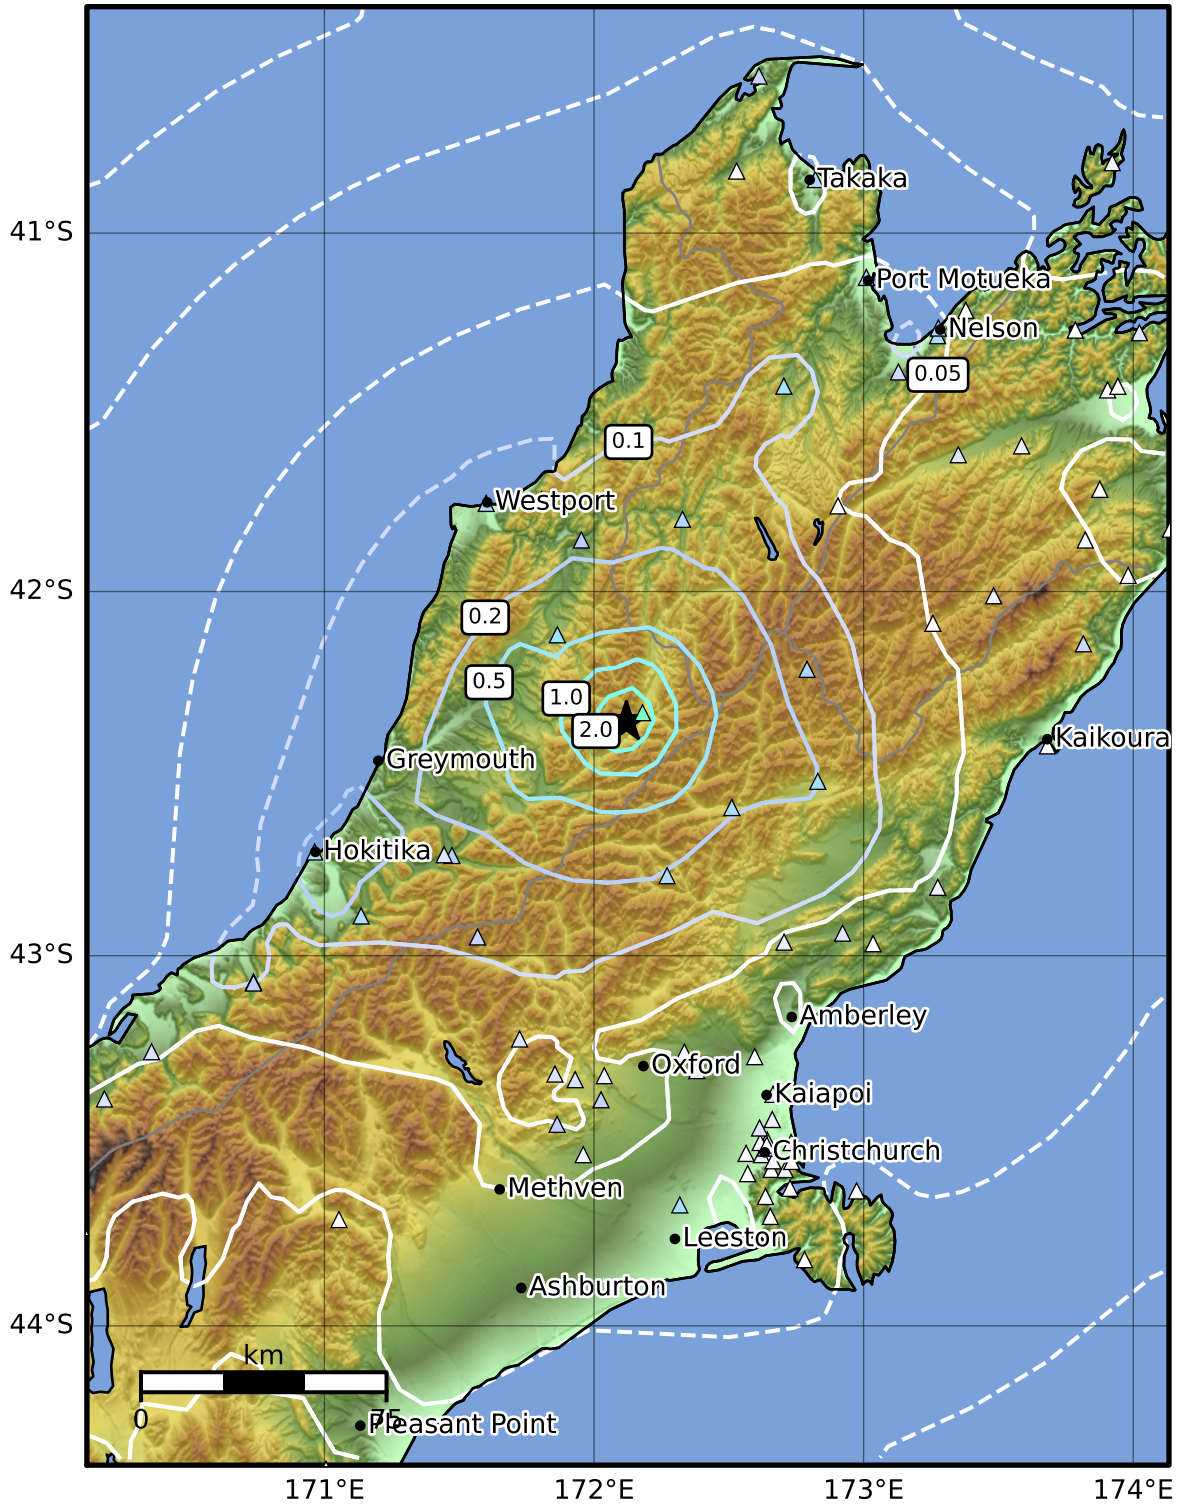 Takaka
41°S
Port Motueka
Nelson
0.05
0.1
Westport
42°S
0.2
0.5
1.0
2.0
Kaikoura
Greymouth
Hokitika
43°S
Amberley
Oxford
Kaiapoi
Christchurch
Methven
Leeston
Ashburton
44°S
km
0
75
Pleasant Point
171°E
172°E
173°E
174°E